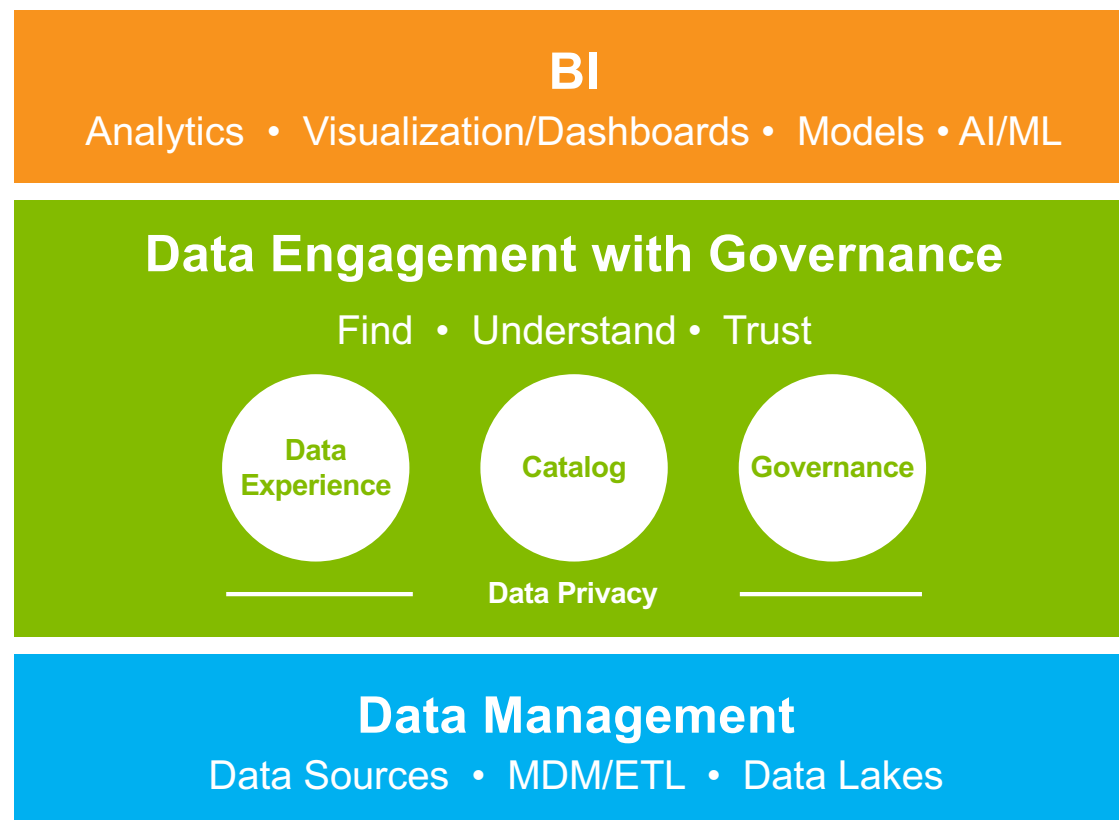 BI
Analytics • Visualization/Dashboards • Models • AI/ML
Data Engagement with Governance
Find • Understand • Trust
Data
Experience
Catalog
Governance
Data Privacy
Data Management
Data Sources • MDM/ETL • Data Lakes